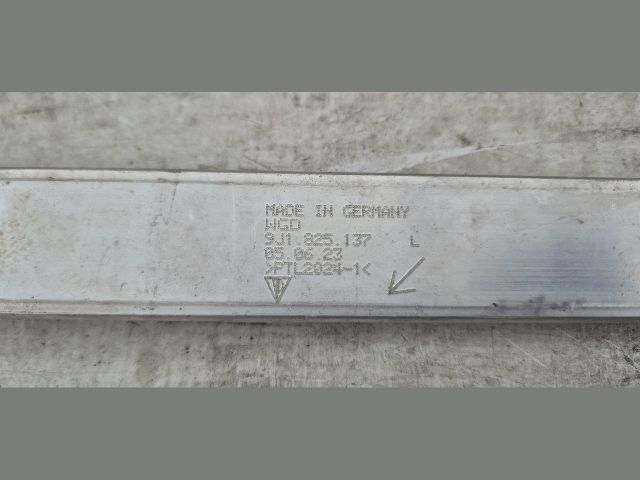 MADE IN GERMANY
WGD
9J1.825.137 L
05.06.23
>PTL2024-1<